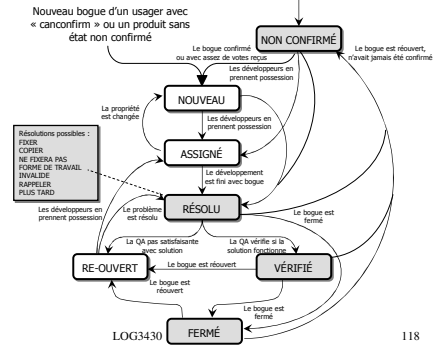 Nouveau bogue d'un usager avec
« canconfirm » ou un produit sans
état non confirmé
NON CONFIRMÉ
Le bogue confirmé
ou avec assez de votes reçus
Le bogue est réouvert,
n'avait jamais été confirmé
Les développeurs en
prennent possession
NOUVEAU
La propriété
est changée
Les développeurs en
prennent possession
ASSIGNÉ
Résolutions possibles :
FIXER
COPIER
NE FIXERA PAS
FORME DE TRAVAIL
INVALIDE
RAPPELER
PLUS TARD
Le développement
est fini avec bogue
RÉSOLU
Les développeurs en
prennent possession
Le problème
est résolu
Le bogue est
fermé
La QA pas satisfaisante
avec solution
La QA vérifie si la
solution fonctionne
RE-OUVERT
Le bogue est réouvert
VÉRIFIÉ
Le bogue est
réouvert
Le bogue est
fermé
FERMÉ
LOG3430
118